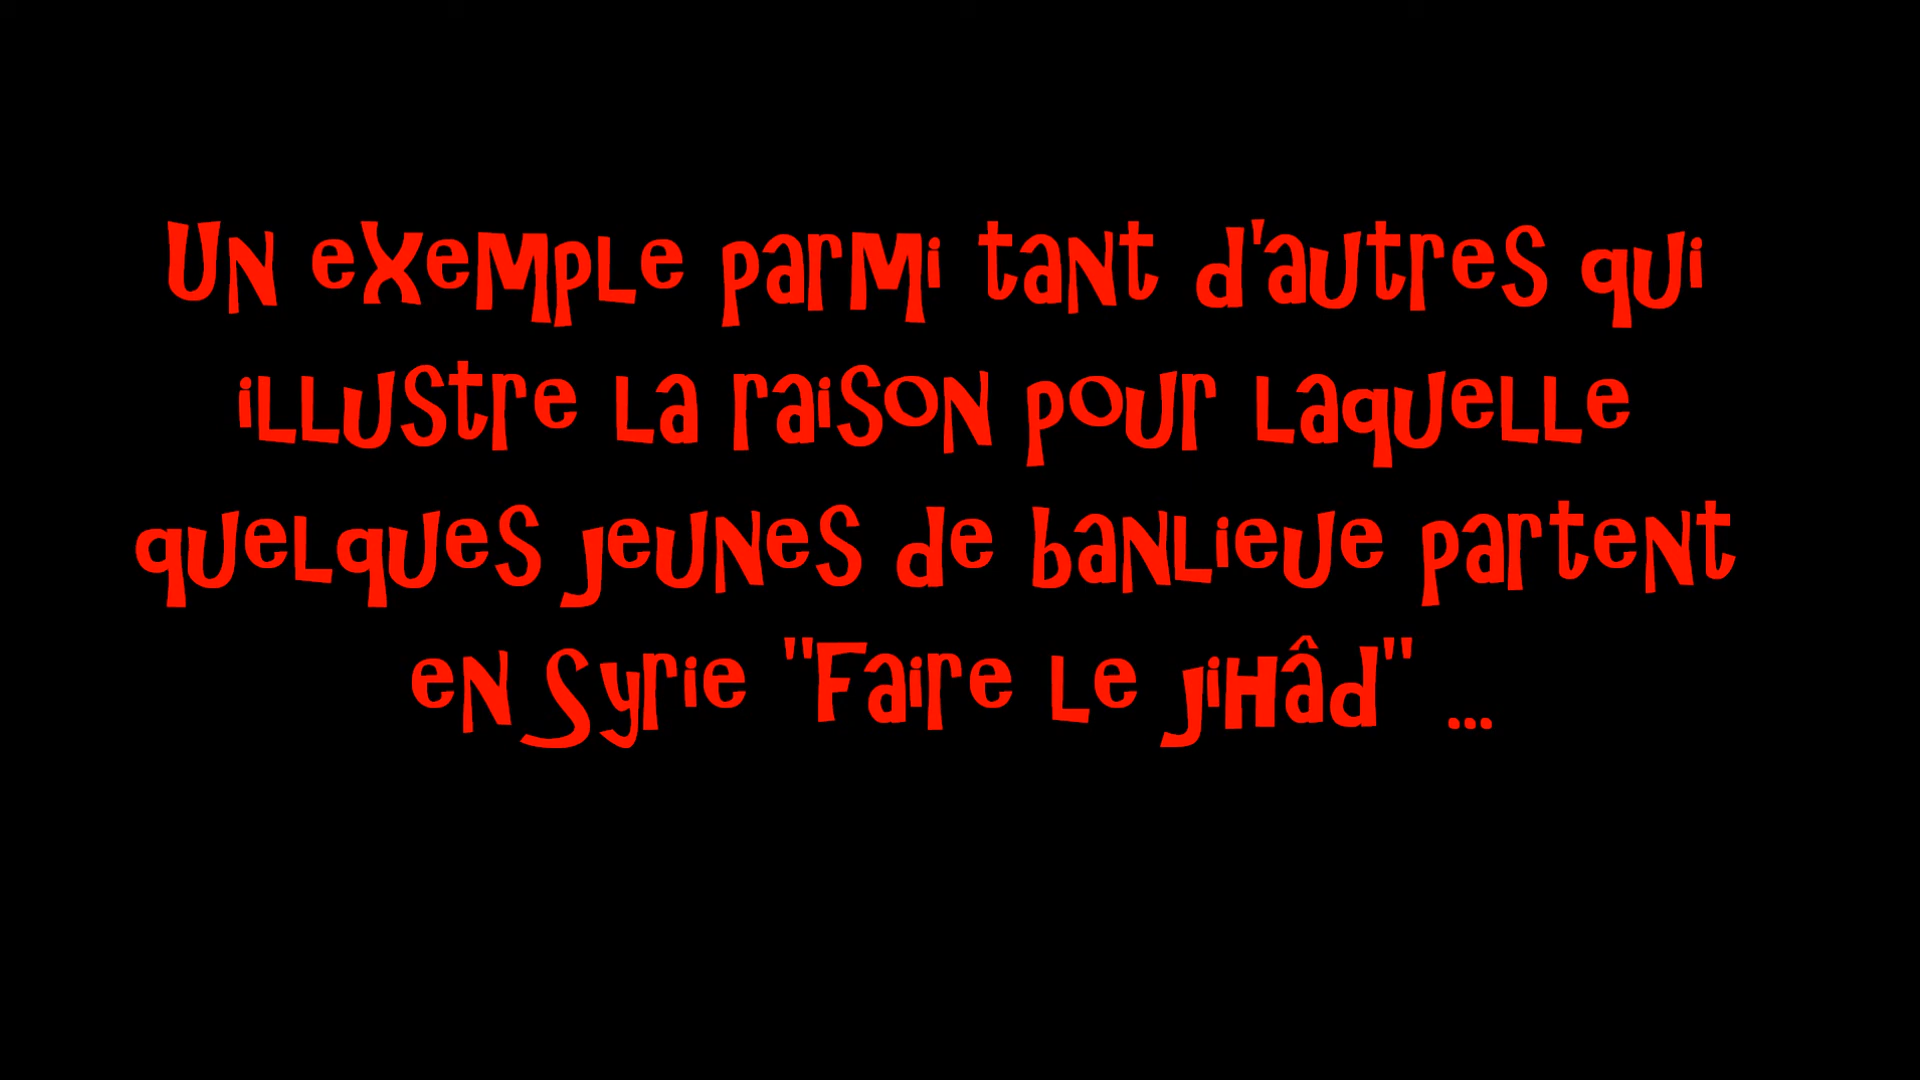 Un exemple parmi tant d'autres qui
illustre la raison pour laquelle
quelques jeunes de banlieue partent
en Syrie "Faire le jihâd" ...